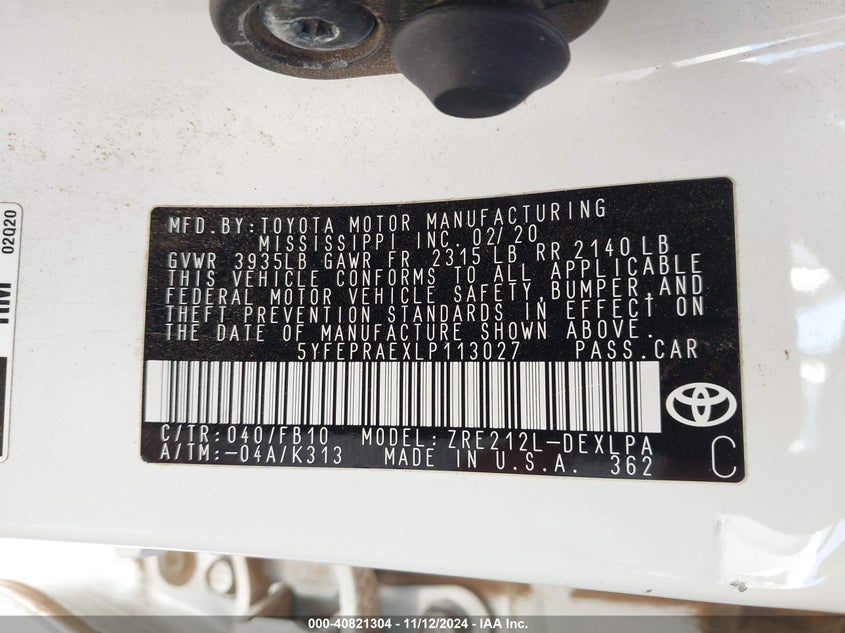 MFD.BY:TOYOTA MOTOR MANUFACTURING
MISSISSIPPI INC. 02/20
GVWR 3935LB GAWR FR 2315 LB RR 2140 LB
THIS VEHICLE CONFORMS TO ALL APPLICABLE
FEDERAL MOTOR VEHICLE SAFETY,BUMPER,AND
THEFT PREVENTION STANDARDS IN EFFECT ON
THE DATE OF MANUFACTURE SHOWN ABOVE.
5YFEPRAEXLP113027 PASS.CAR
C/TR: 040/FB10 MODEL: ZRE212L-DEXLPA
A/TM:-04A/K313 MADE IN U.S.A. 362
C
02Q20
000-40821304 - 11/12/2024 - IAA Inc.